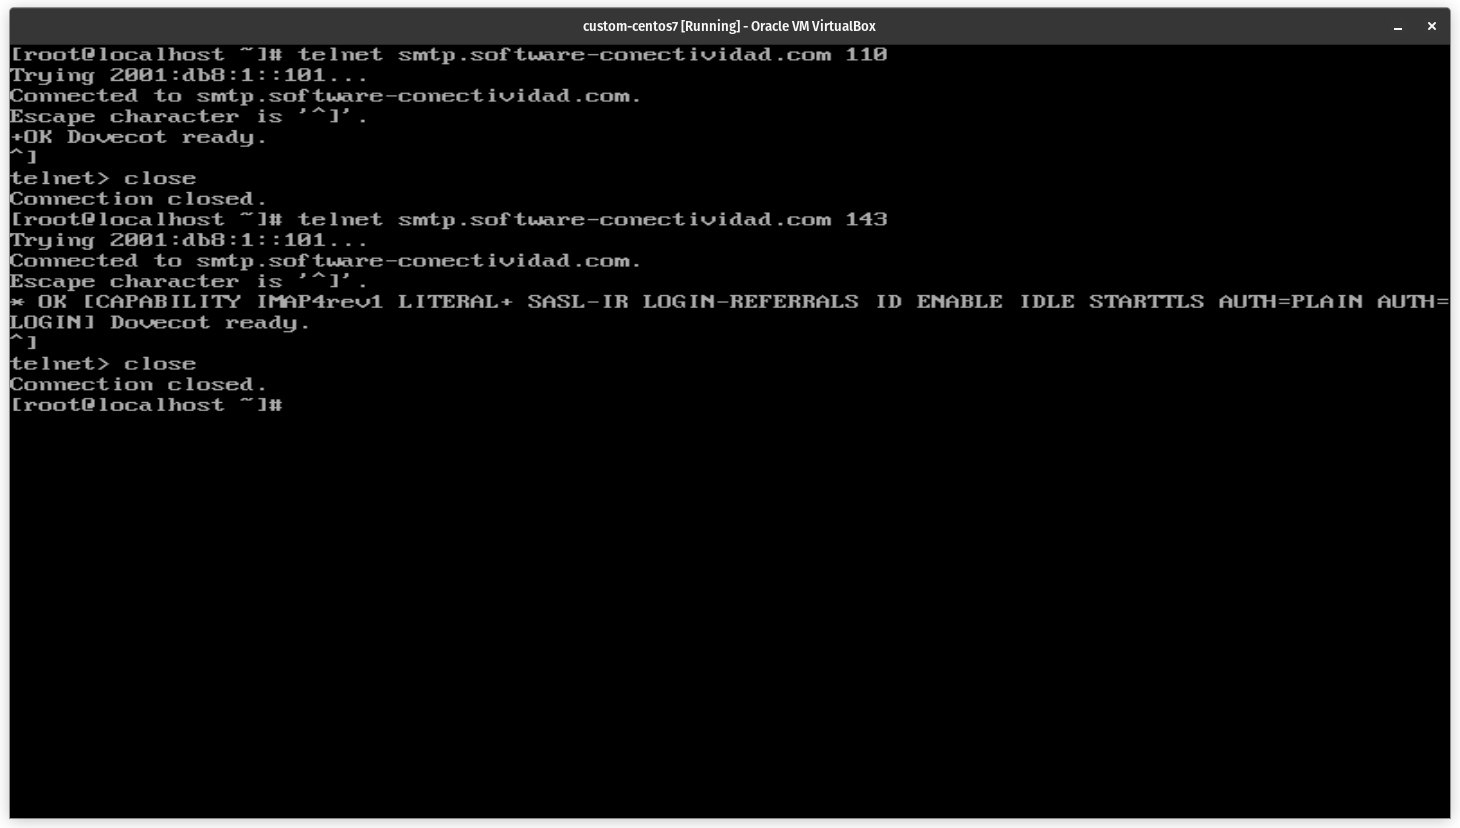 custom-centos7 [Running] - Oracle VM VirtualBox
[root@localhost ~]# telnet smtp.software-conectividad.com 110
Trying 2001:db8:1::101...
Connected to smtp.software-conectividad.com.
Escape character is '^]'.
+OK Dovecot ready.
^]
telnet> close
Connection closed.
[root@localhost ~]# telnet smtp.software-conectividad.com 143
Trying 2001:db8:1::101...
Connected to smtp.software-conectividad.com.
Escape character is '^]'.
* OK [CAPABILITY IMAP4rev1 LITERAL+ SASL-IR LOGIN-REFERRALS ID ENABLE IDLE STARTTLS AUTH=PLAIN AUTH=
LOGIN] Dovecot ready.
^]
telnet> close
Connection closed.
[root@localhost ~]#